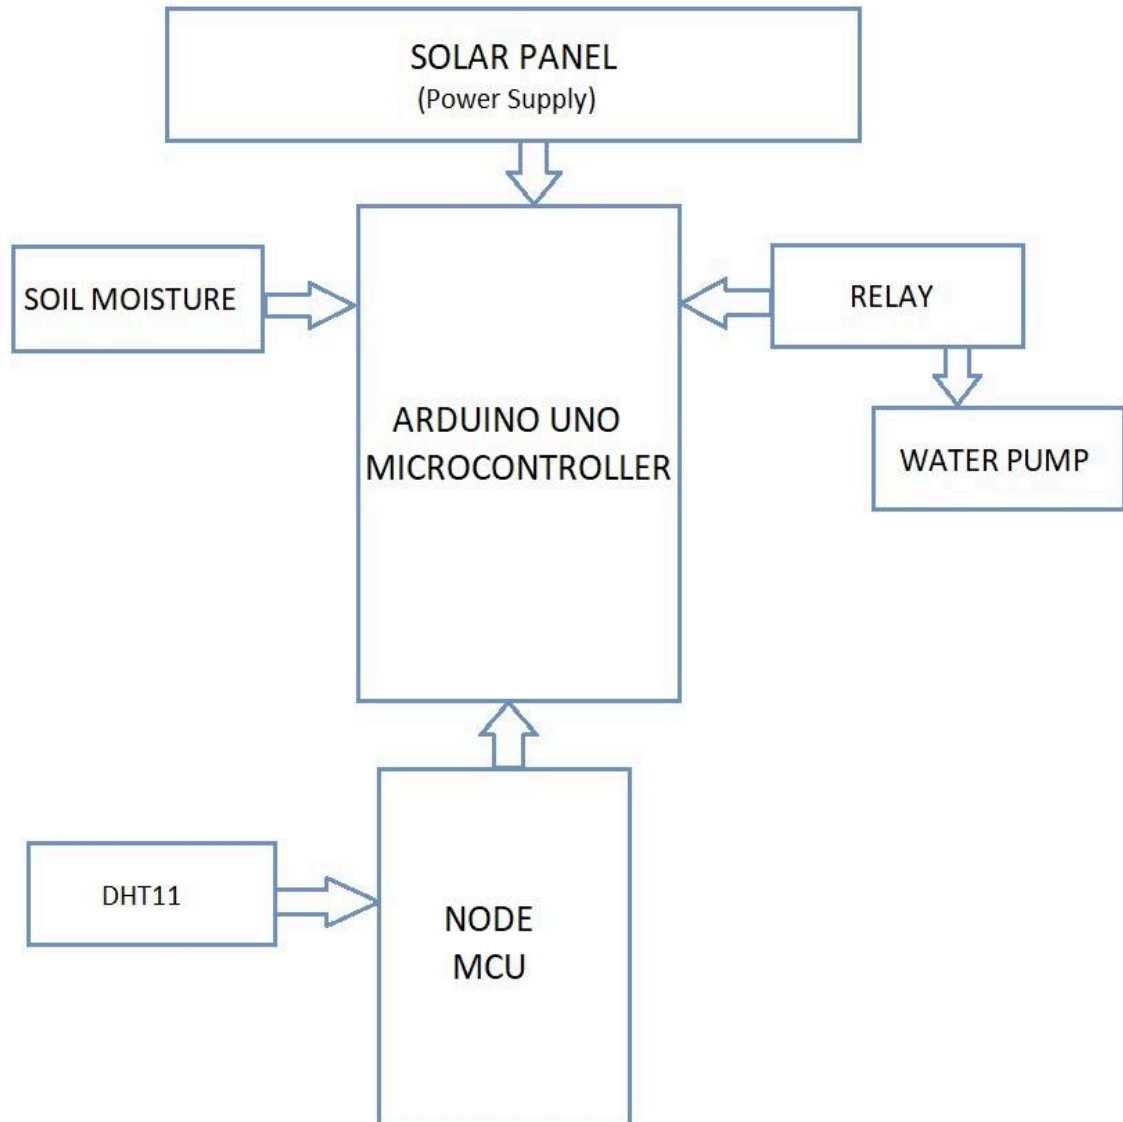 SOLAR PANEL
(Power Supply)
SOIL MOISTURE
RELAY
ARDUINO UNO
MICROCONTROLLER
WATER PUMP
DHT11
NODE
MCU